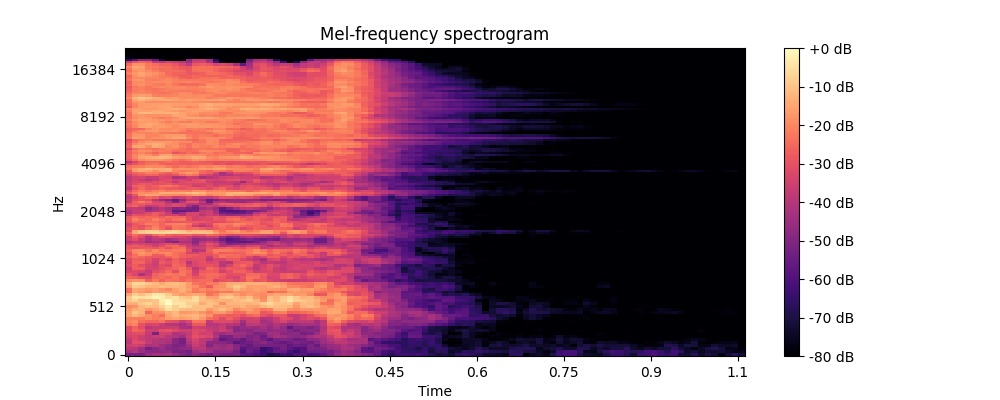 Mel-frequency spectrogram
Hz
16384
8192
4096
2048
1024
512
0
0 0.15 0.3 0.45 0.6 0.75 0.9 1.1
Time
+0 dB
-10 dB
-20 dB
-30 dB
-40 dB
-50 dB
-60 dB
-70 dB
-80 dB